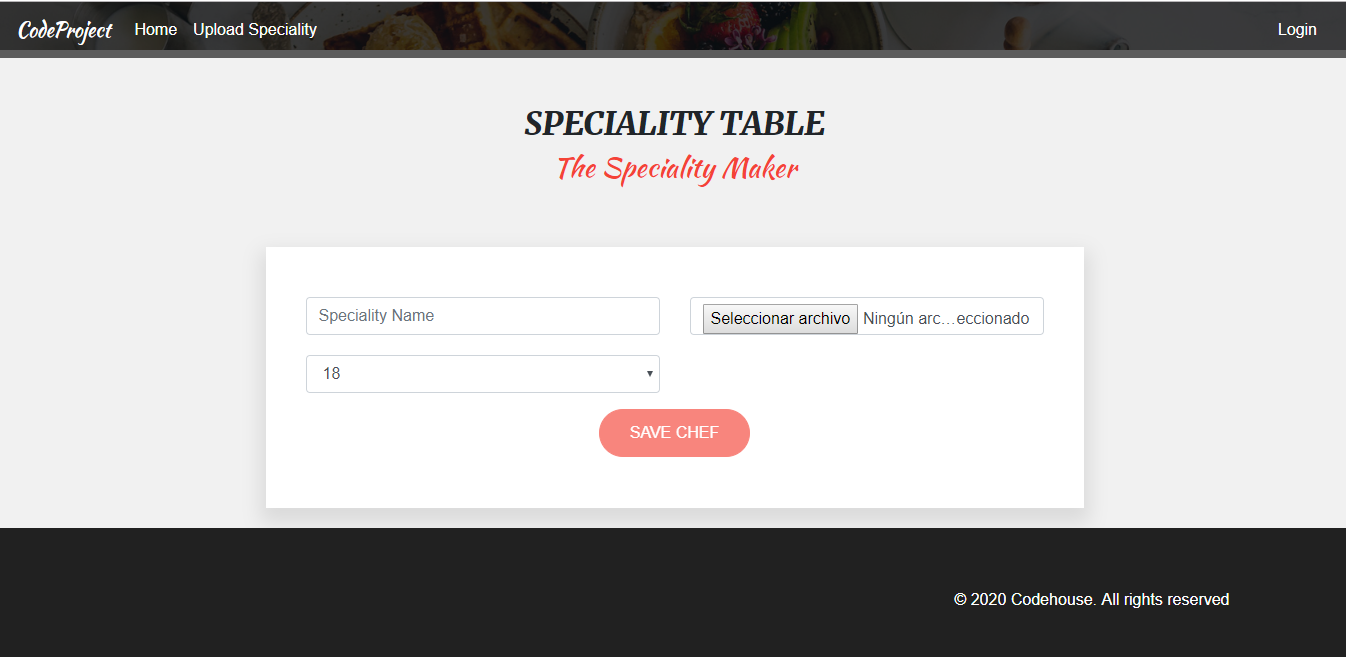 CodeProject Home Upload Speciality Login
SPECIALITY TABLE
The Speciality Maker
Speciality Name Seleccionar archivo Ningún arc...eccionado
18
SAVE CHEF
© 2020 Codehouse. All rights reserved